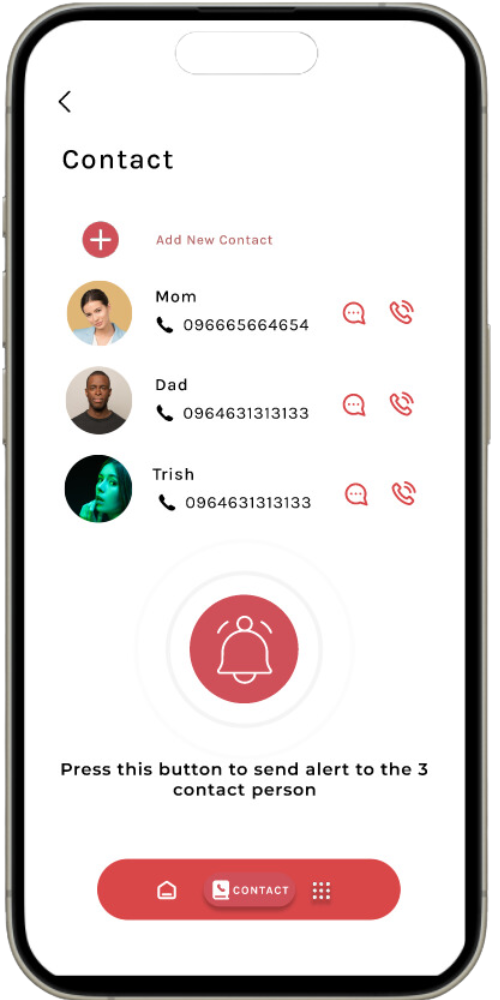 Contact
Add New Contact
Mom
096665664654
Dad
0964631313133
Trish
0964631313133
Press this button to send alert to the 3
contact person
CONTACT